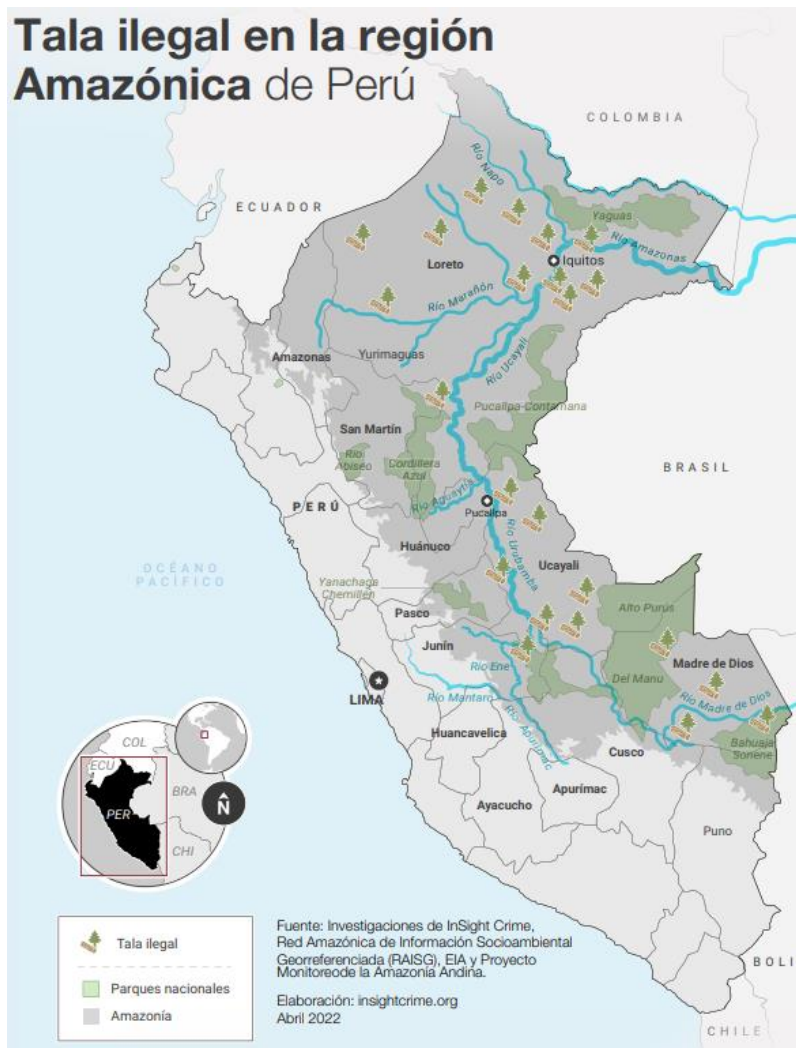 Tala ilegal en la región
Amazónica de Perú
COLOMBIA
ECUADOR
Río Napo
Yaguas
Río Amazonas
Iquitos
Loreto
Río Marañón
Amazonas
Yurimaguas
Río Ucayali
Pucallpa-Contamana
San Martín
Río
Abiseo
Cordillera
Azul
BRASIL
PERÚ
Río Aguaytía
Pucallpa
Huánuco
Río Urubamba
Ucayali
OCÉANO
PACÍFICO
Yanachaga
Chemillén
Pasco
Alto Purús
Junín
Madre de Dios
Río Ene
Del Manu
LIMA
Río Mantaro
Río Madre de Dios
Río Apurímac
Huancavelica
Cusco
Bahuaja
Sonene
Ayacucho
Apurímac
Puno
COL
ECU
PER
BRA
CHI
N
Tala ilegal
Parques nacionales
Amazonía
Fuente: Investigaciones de InSight Crime,
Red Amazónica de Información Socioambiental
Georreferenciada (RAISG), EIA y Proyecto
Monitoreode la Amazonía Andina.
Elaboración: insightcrime.org
Abril 2022
BOLI
CHILE